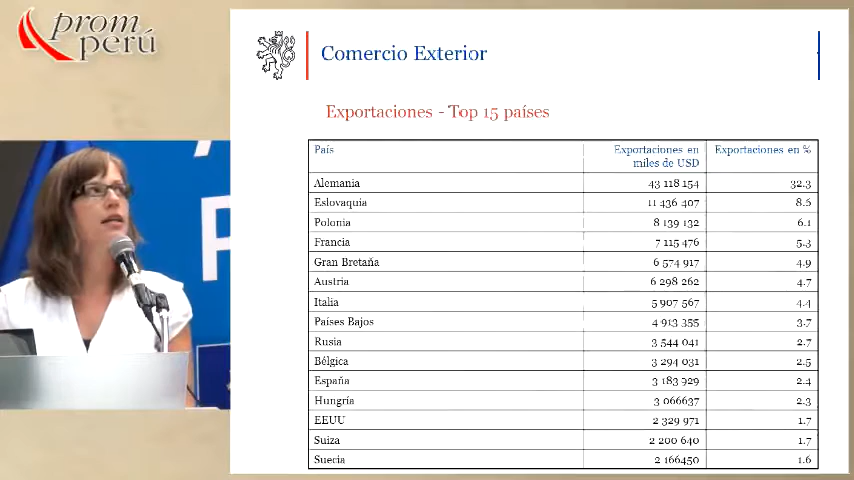 prom
perú
Comercio Exterior
Exportaciones - Top 15 países
País Exportaciones en miles de USD Exportaciones en %
Alemania 43 118 154 32.3
Eslovaquia 11 436 407 8.6
Polonia 8 139 132 6.1
Francia 7 115 476 5.3
Gran Bretaňa 6 574 917 4.9
Austria 6 298 262 4.7
Italia 5 907 567 4.4
Países Bajos 4 913 355 3.7
Rusia 3 544 041 2.7
Bélgica 3 294 031 2.5
España 3 183 929 2.4
Hungría 3 066637 2.3
EEUU 2 329 971 1.7
Suiza 2 200 640 1.7
Suecia 2 166450 1.6